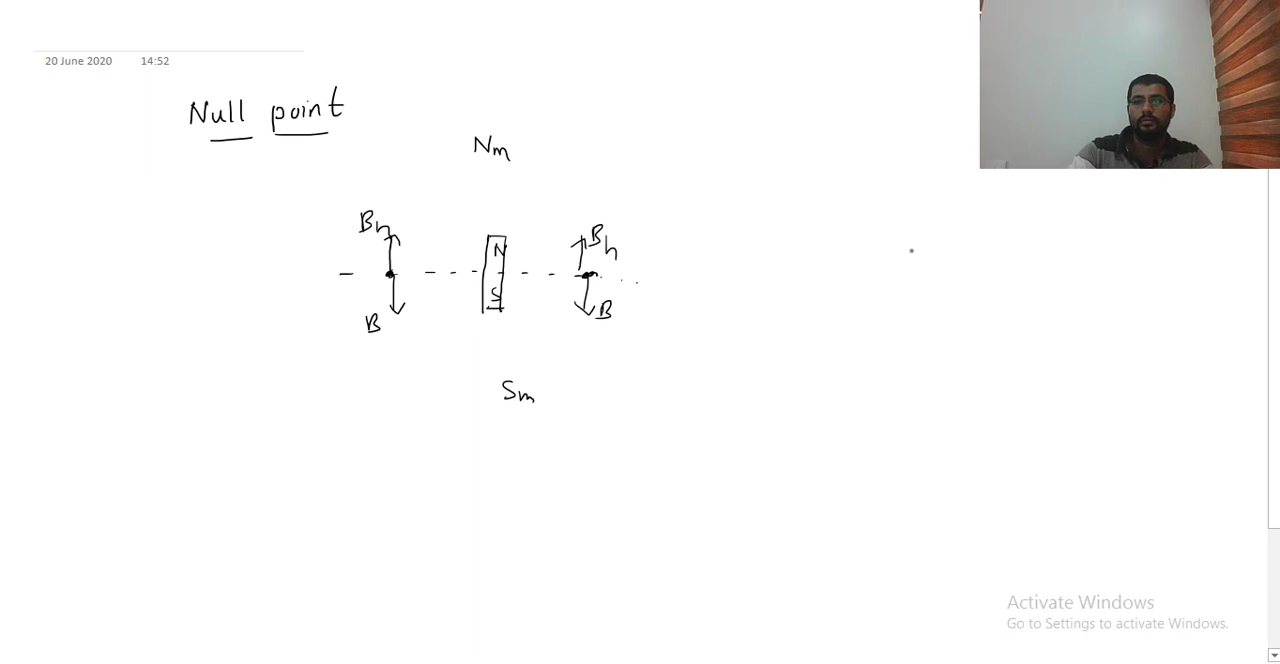 20 June 2020 14:52
Null point
Nm
Bh
Bh
N
S
B
B
Sm
Activate Windows
Go to Settings to activate Windows.